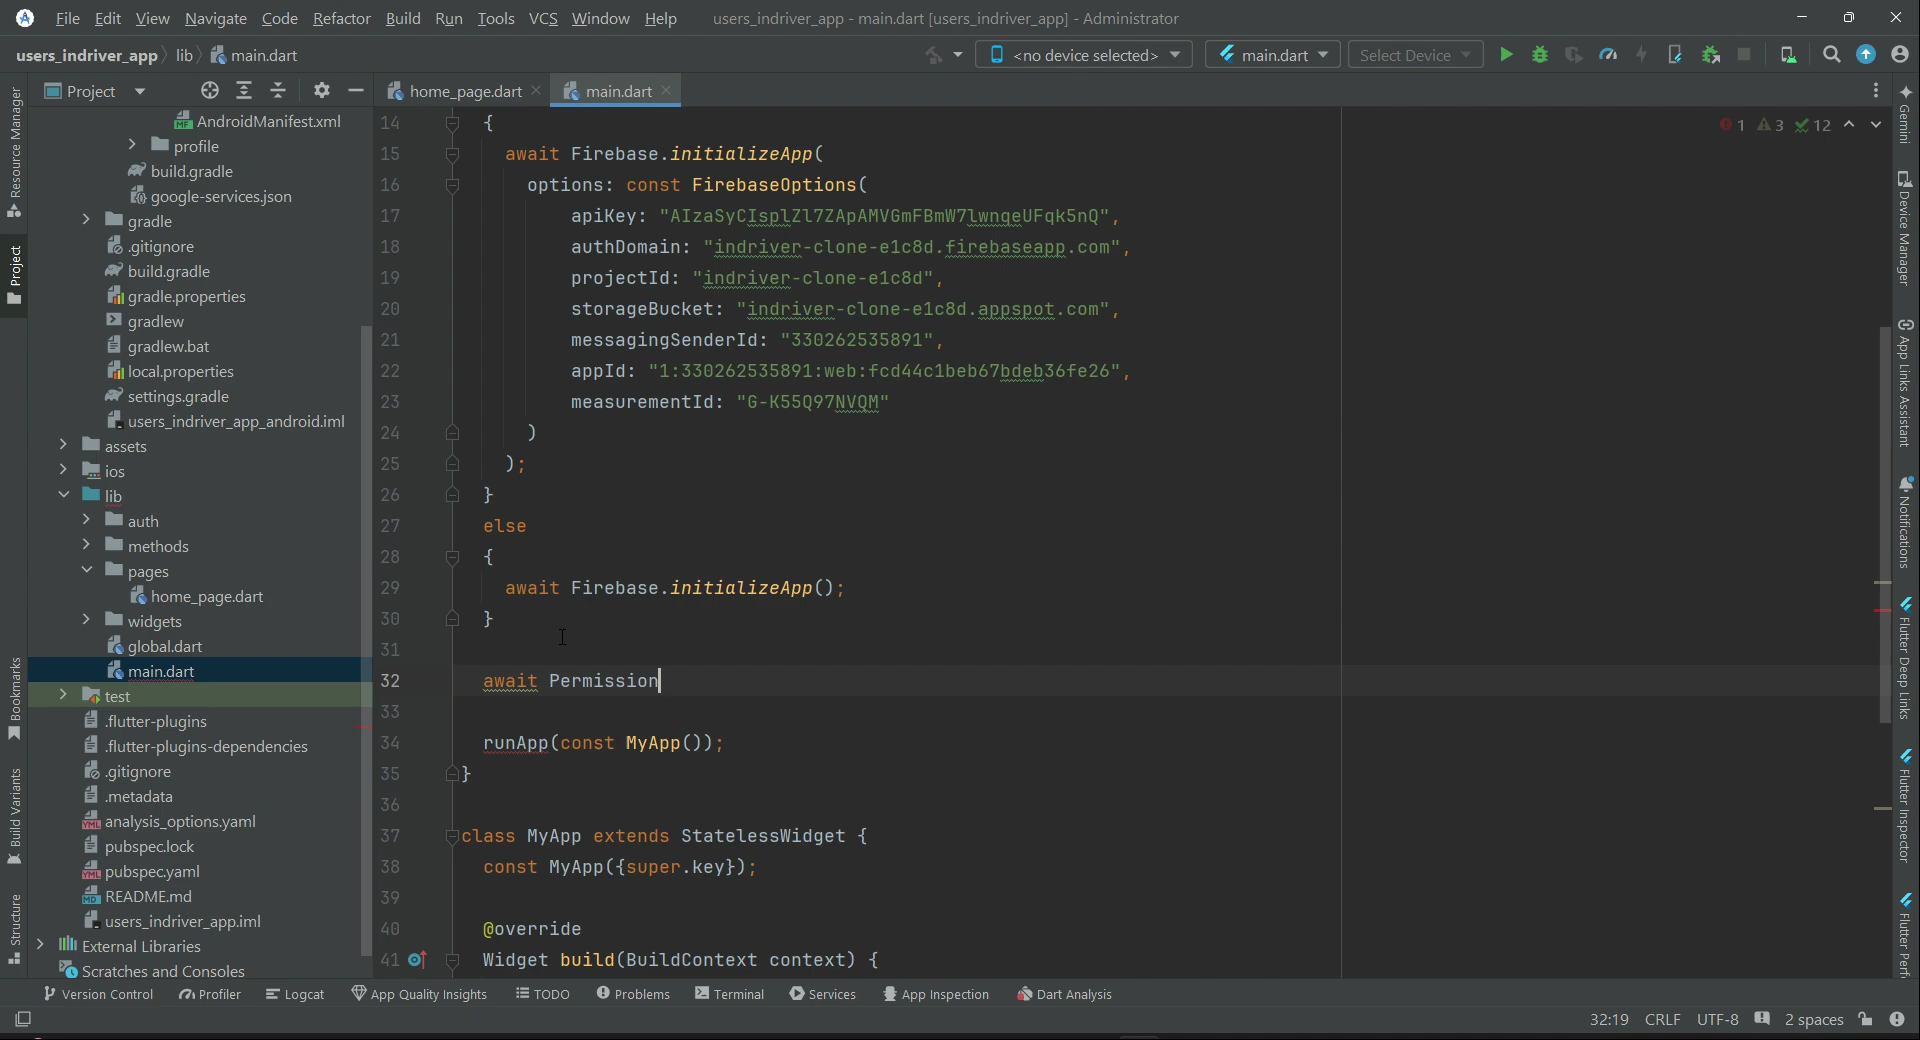 File Edit View Navigate Code Refactor Build Run Tools VCS Window Help users_indriver_app - main.dart [users_indriver_app] - Administrator
users_indriver_app lib main.dart <no device selected> main.dart Select Device
Resource Manager
Project
Bookmarks
Build Variants
Structure
Project
AndroidManifest.xml
profile
build.gradle
google-services.json
gradle
.gitignore
build.gradle
gradle.properties
gradlew
gradlew.bat
local.properties
settings.gradle
users_indriver_app_android.iml
assets
ios
lib
auth
methods
pages
home_page.dart
widgets
global.dart
main.dart
test
.flutter-plugins
.flutter-plugins-dependencies
.gitignore
.metadata
analysis_options.yaml
pubspec.lock
pubspec.yaml
README.md
users_indriver_app.iml
External Libraries
Scratches and Consoles
home_page.dart main.dart
1 3 12
14 {
15 await Firebase.initializeApp(
16 options: const FirebaseOptions(
17 apiKey: "AIzaSyCIsplZl7ZApAMVGmFBmW7lwnqeUFqk5nQ",
18 authDomain: "indriver-clone-e1c8d.firebaseapp.com",
19 projectId: "indriver-clone-e1c8d",
20 storageBucket: "indriver-clone-e1c8d.appspot.com",
21 messagingSenderId: "330262535891",
22 appId: "1:330262535891:web:fcd44c1beb67bdeb36fe26",
23 measurementId: "G-K55Q97NVQM"
24 )
25 );
26 }
27 else
28 {
29 await Firebase.initializeApp();
30 }
31
32 await Permission
33
34 runApp(const MyApp());
35 }
36
37 class MyApp extends StatelessWidget {
38 const MyApp({super.key});
39
40 @override
41 Widget build(BuildContext context) {
Gemini
Device Manager
App Links Assistant
Notifications
Flutter Deep Links
Flutter Inspector
Flutter Perf
Version Control Profiler Logcat App Quality Insights TODO Problems Terminal Services App Inspection Dart Analysis
32:19 CRLF UTF-8 2 spaces